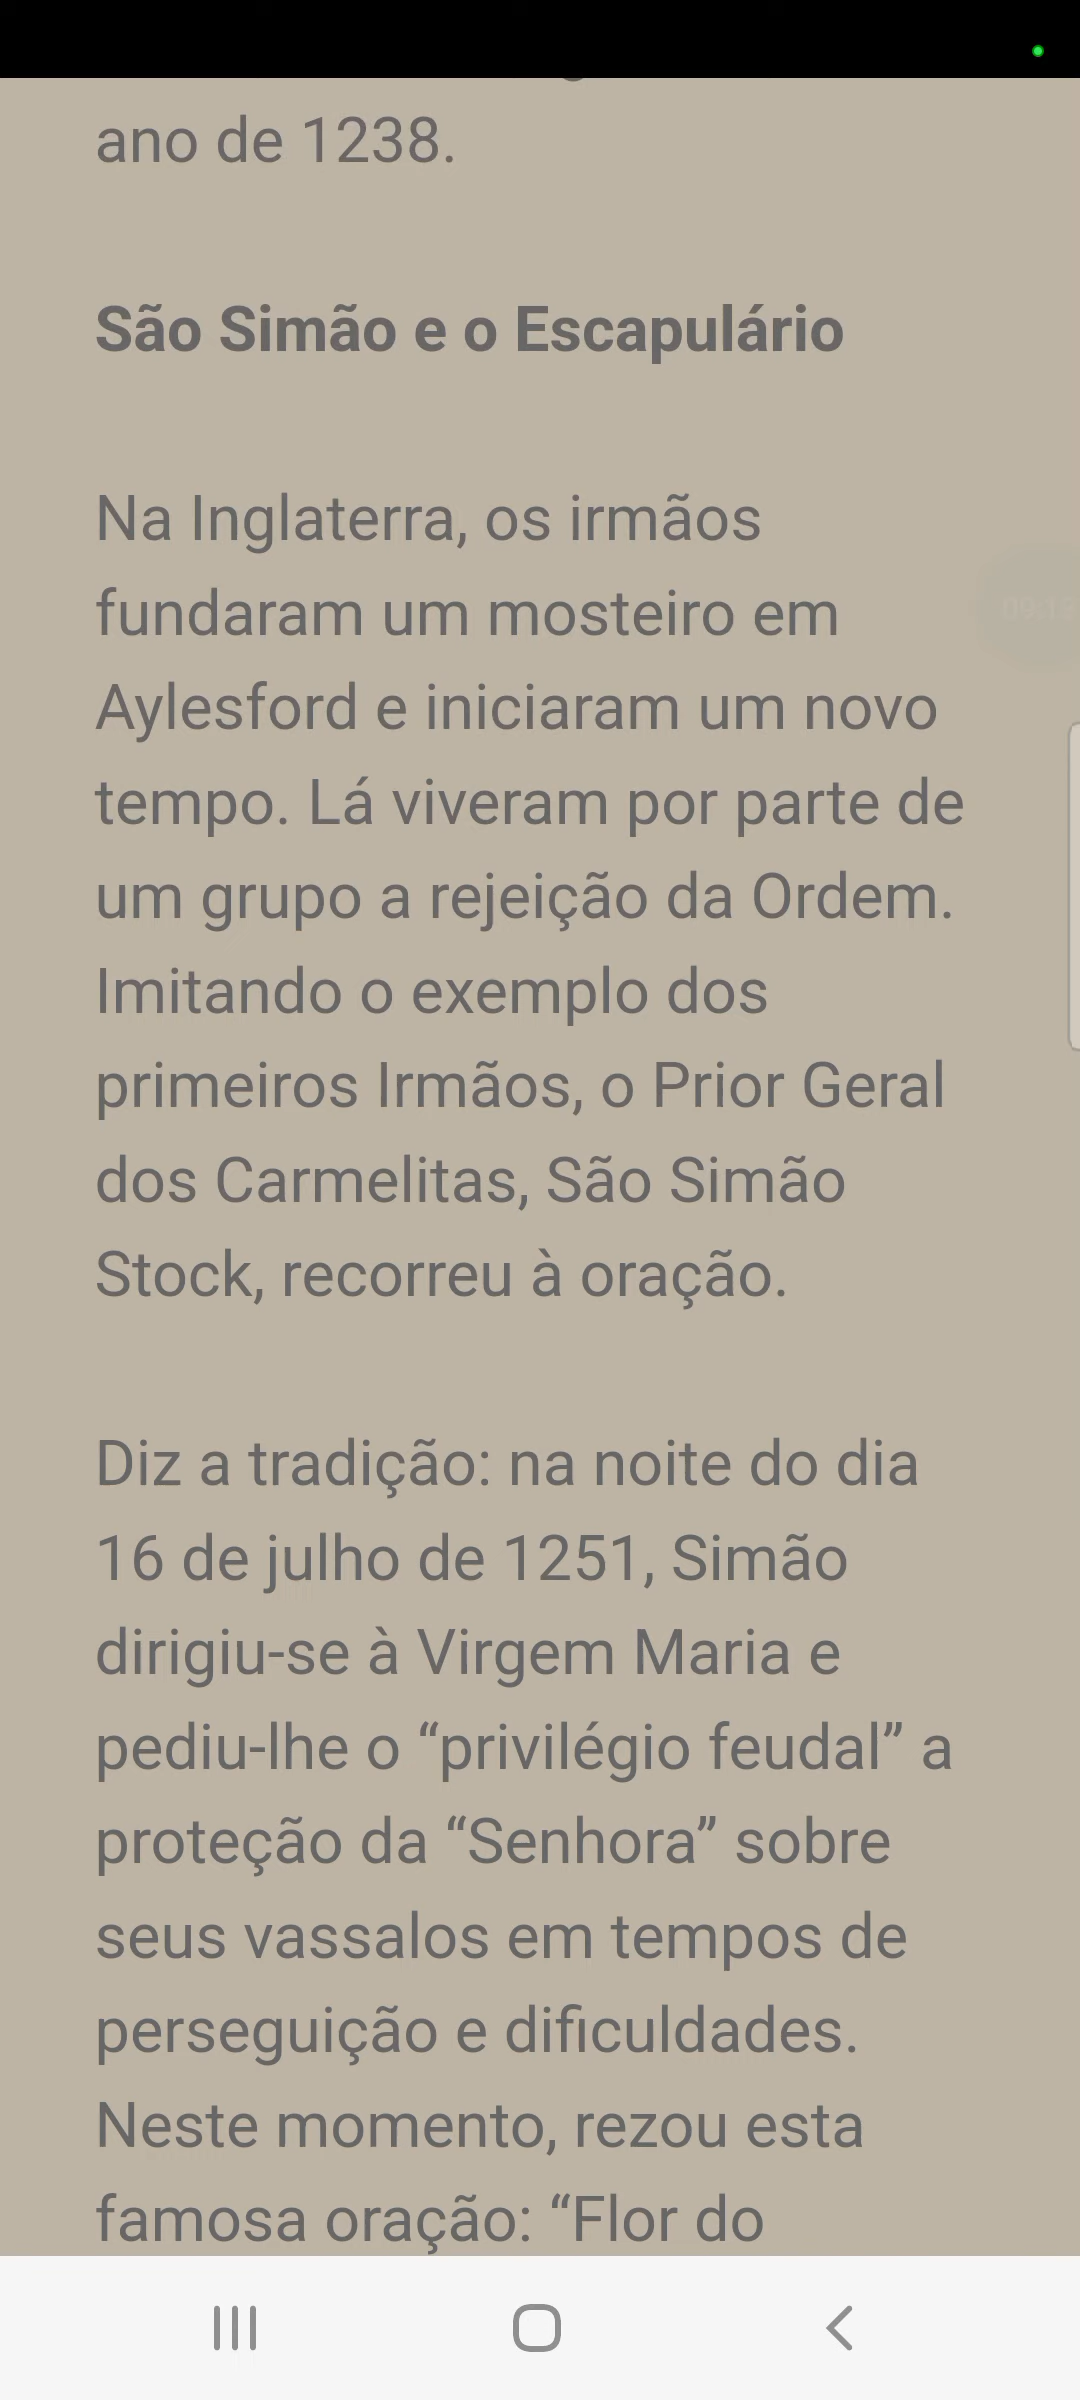 ano de 1238.
São Simão e o Escapulário
Na Inglaterra, os irmãos
fundaram um mosteiro em
Aylesford e iniciaram um novo
tempo. Lá viveram por parte de
um grupo a rejeição da Ordem.
Imitando o exemplo dos
primeiros Irmãos, o Prior Geral
dos Carmelitas, São Simão
Stock, recorreu à oração.
Diz a tradição: na noite do dia
16 de julho de 1251, Simão
dirigiu-se à Virgem Maria e
pediu-lhe o “privilégio feudal” a
proteção da “Senhora” sobre
seus vassalos em tempos de
perseguição e dificuldades.
Neste momento, rezou esta
famosa oração: “Flor do